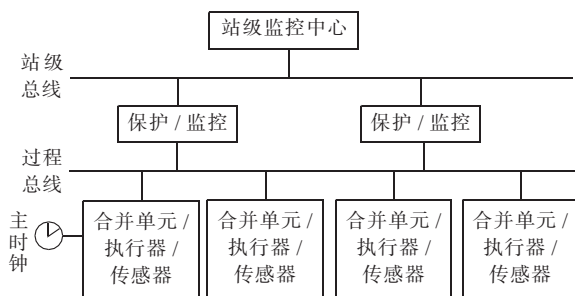 站级监控中心
站级
总线
保护 / 监控
保护 / 监控
过程
总线
主
时
钟
合并单元 /
执行器 /
传感器
合并单元 /
执行器 /
传感器
合并单元 /
执行器 /
传感器
合并单元 /
执行器 /
传感器